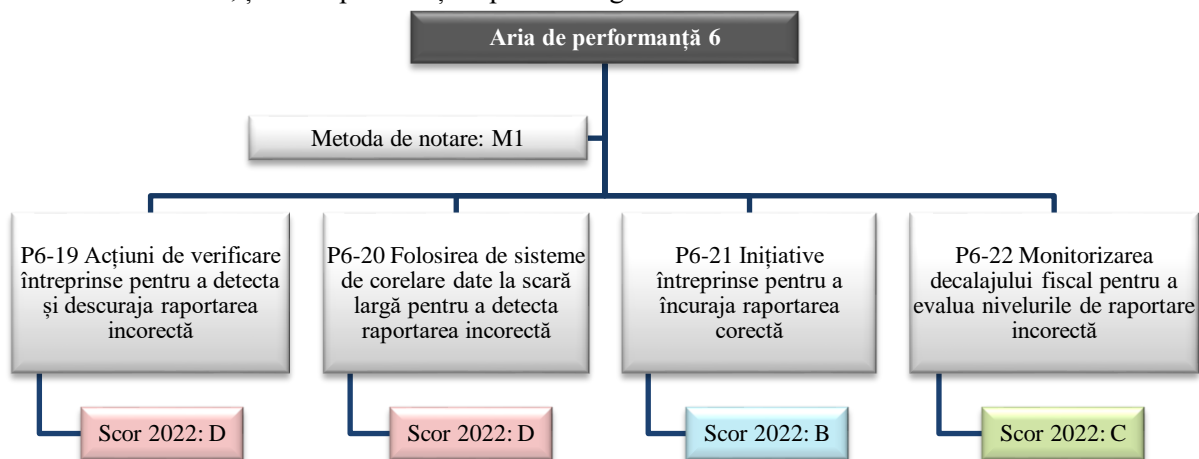 Aria de performanță 6
Metoda de notare: M1
P6-19 Acțiuni de verificare
întreprinse pentru a detecta
și descuraja raportarea
incorectă
P6-20 Folosirea de sisteme
de corelare date la scară
largă pentru a detecta
raportarea incorectă
P6-21 Inițiative
întreprinse pentru a
încuraja raportarea
corectă
P6-22 Monitorizarea
decalajului fiscal pentru a
evalua nivelurile de raportare
incorectă
Scor 2022: D
Scor 2022: D
Scor 2022: B
Scor 2022: C